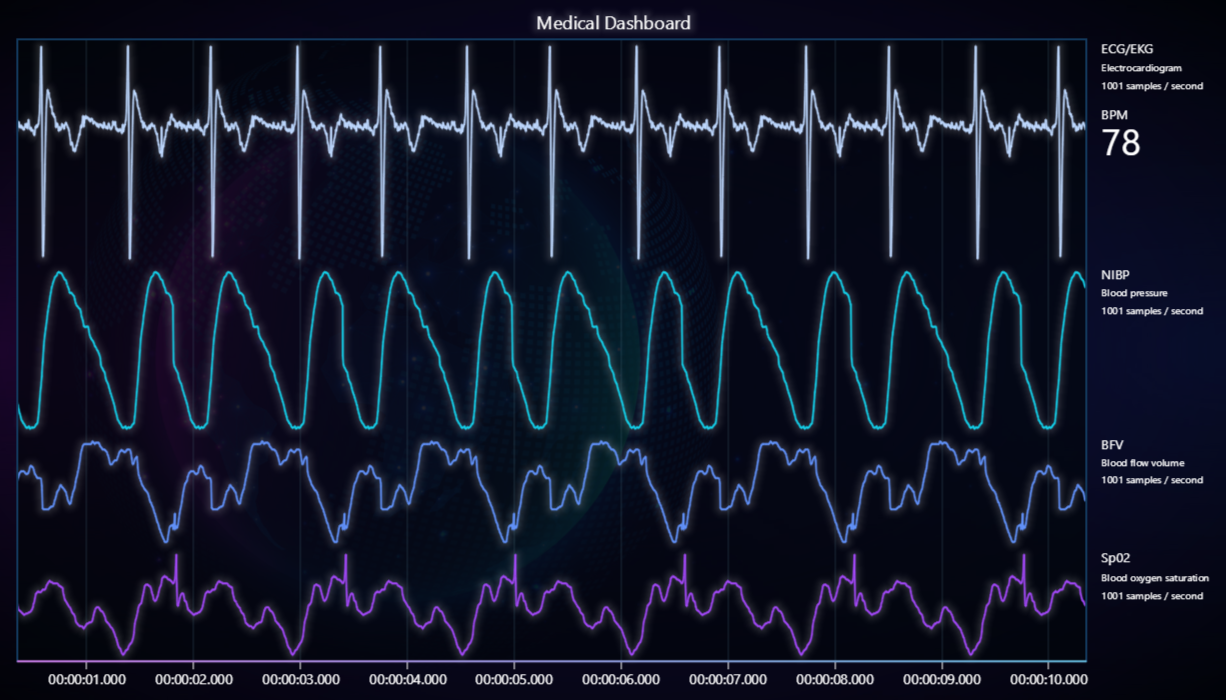 Medical Dashboard
ECG/EKG
Electrocardiogram
1001 samples / second
BPM
78
NIBP
Blood pressure
1001 samples / second
BFV
Blood flow volume
1001 samples / second
Sp02
Blood oxygen saturation
1001 samples / second
00:00:01.000 00:00:02.000 00:00:03.000 00:00:04.000 00:00:05.000 00:00:06.000 00:00:07.000 00:00:08.000 00:00:09.000 00:00:10.000